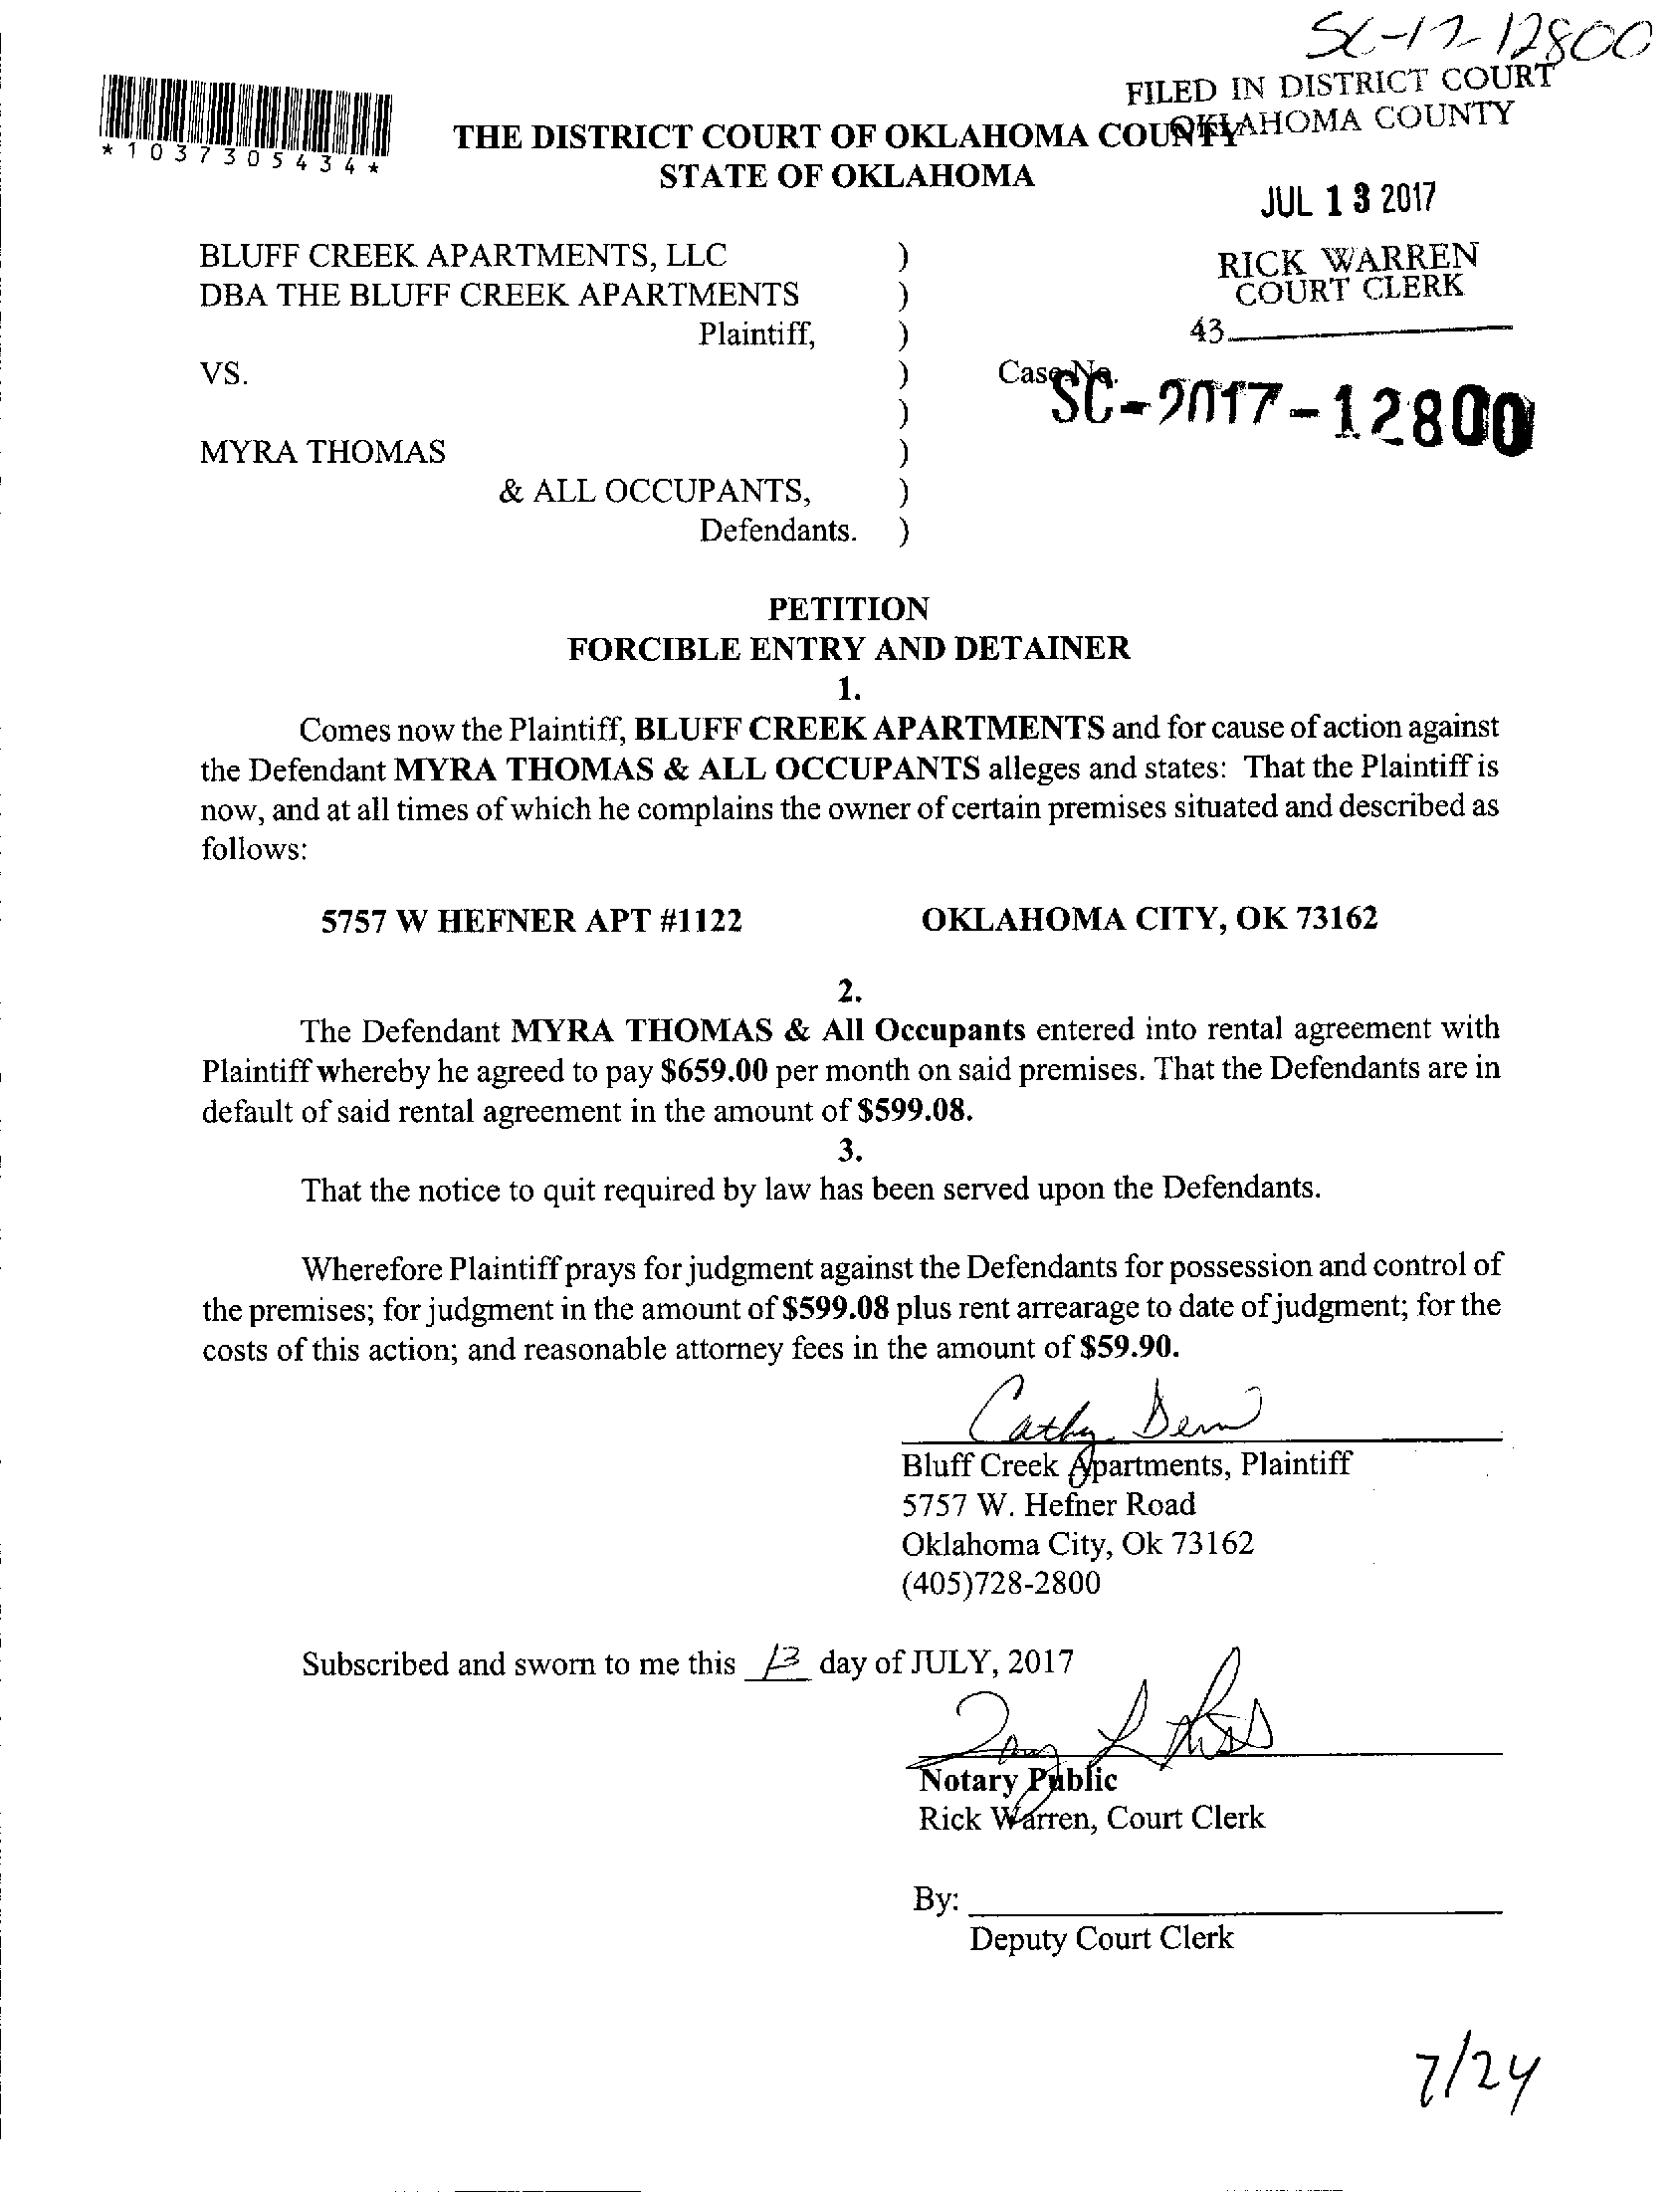 SC-17-12800
FILED IN DISTRICT COURT
OKLAHOMA COUNTY
*1037305434*
THE DISTRICT COURT OF OKLAHOMA COUNTY
STATE OF OKLAHOMA
JUL 13 2017
BLUFF CREEK APARTMENTS, LLC )
DBA THE BLUFF CREEK APARTMENTS )
Plaintiff, )
RICK WARREN
COURT CLERK
43
VS. )
Case No.
SC-2017-12800
)
MYRA THOMAS )
& ALL OCCUPANTS, )
Defendants. )
PETITION
FORCIBLE ENTRY AND DETAINER
1.
Comes now the Plaintiff, BLUFF CREEK APARTMENTS and for cause of action against
the Defendant MYRA THOMAS & ALL OCCUPANTS alleges and states: That the Plaintiff is
now, and at all times of which he complains the owner of certain premises situated and described as
follows:
5757 W HEFNER APT #1122 OKLAHOMA CITY, OK 73162
2.
The Defendant MYRA THOMAS & All Occupants entered into rental agreement with
Plaintiff whereby he agreed to pay $659.00 per month on said premises. That the Defendants are in
default of said rental agreement in the amount of $599.08.
3.
That the notice to quit required by law has been served upon the Defendants.
Wherefore Plaintiff prays for judgment against the Defendants for possession and control of
the premises; for judgment in the amount of $599.08 plus rent arrearage to date of judgment; for the
costs of this action; and reasonable attorney fees in the amount of $59.90.
Cathy
Bluff Creek Apartments, Plaintiff
5757 W. Hefner Road
Oklahoma City, Ok 73162
(405)728-2800
Subscribed and sworn to me this 13 day of JULY, 2017
Notary Public
Rick Warren, Court Clerk
By:
Deputy Court Clerk
7/24